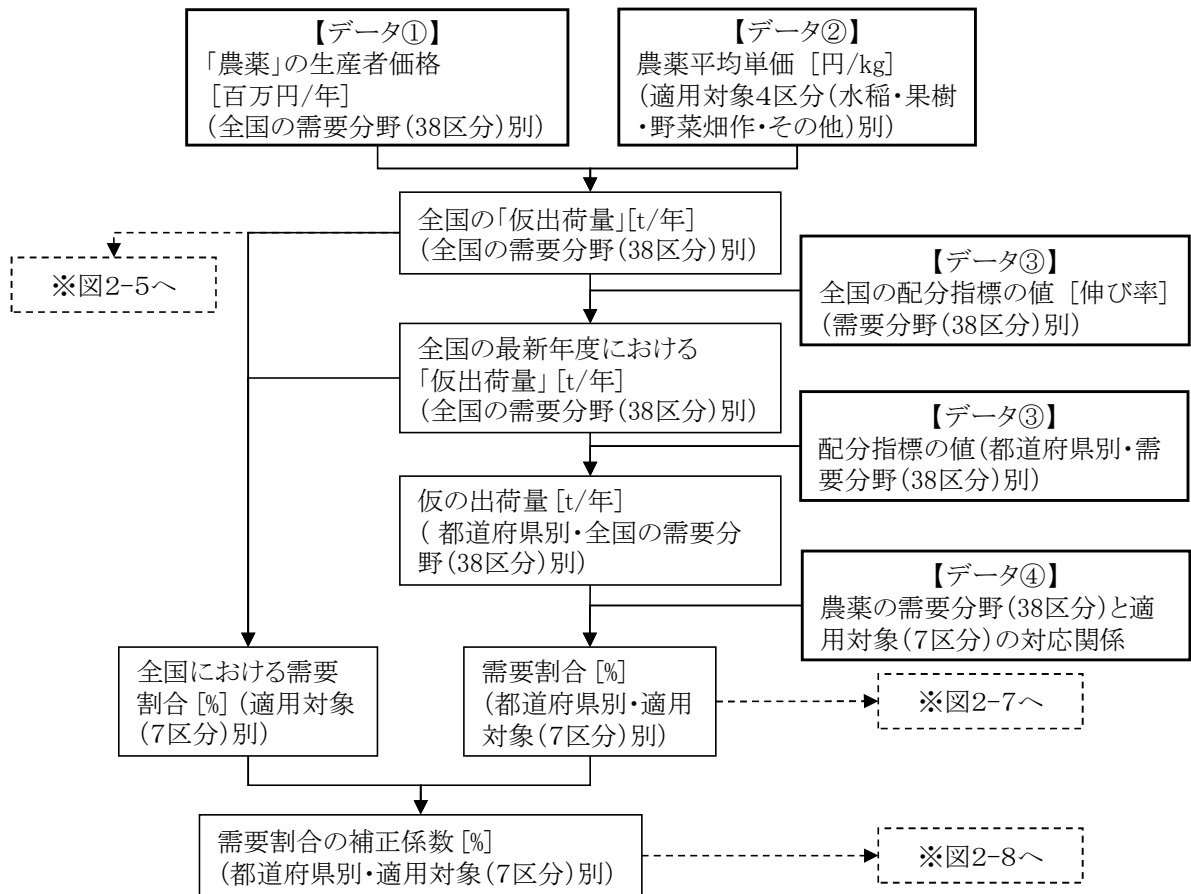 【データ①】
「農薬」の生産者価格
[百万円/年]
(全国の需要分野(38区分)別)
【データ②】
農薬平均単価 [円/kg]
(適用対象4区分(水稲・果樹
・野菜畑作・その他)別)
全国の「仮出荷量」[t/年]
(全国の需要分野(38区分)別)
※図2-5へ
【データ③】
全国の配分指標の値 [伸び率]
(需要分野(38区分)別)
全国の最新年度における
「仮出荷量」[t/年]
(全国の需要分野(38区分)別)
【データ③】
配分指標の値(都道府県別・需
要分野(38区分)別)
仮の出荷量 [t/年]
( 都道府県別・全国の需要分
野(38区分)別)
【データ④】
農薬の需要分野(38区分)と適
用対象(7区分)の対応関係
全国における需要
割合 [%] (適用対象
(7区分)別)
需要割合 [%]
(都道府県別・適用
対象(7区分)別)
※図2-7へ
需要割合の補正係数 [%]
(都道府県別・適用対象(7区分)別)
※図2-8へ